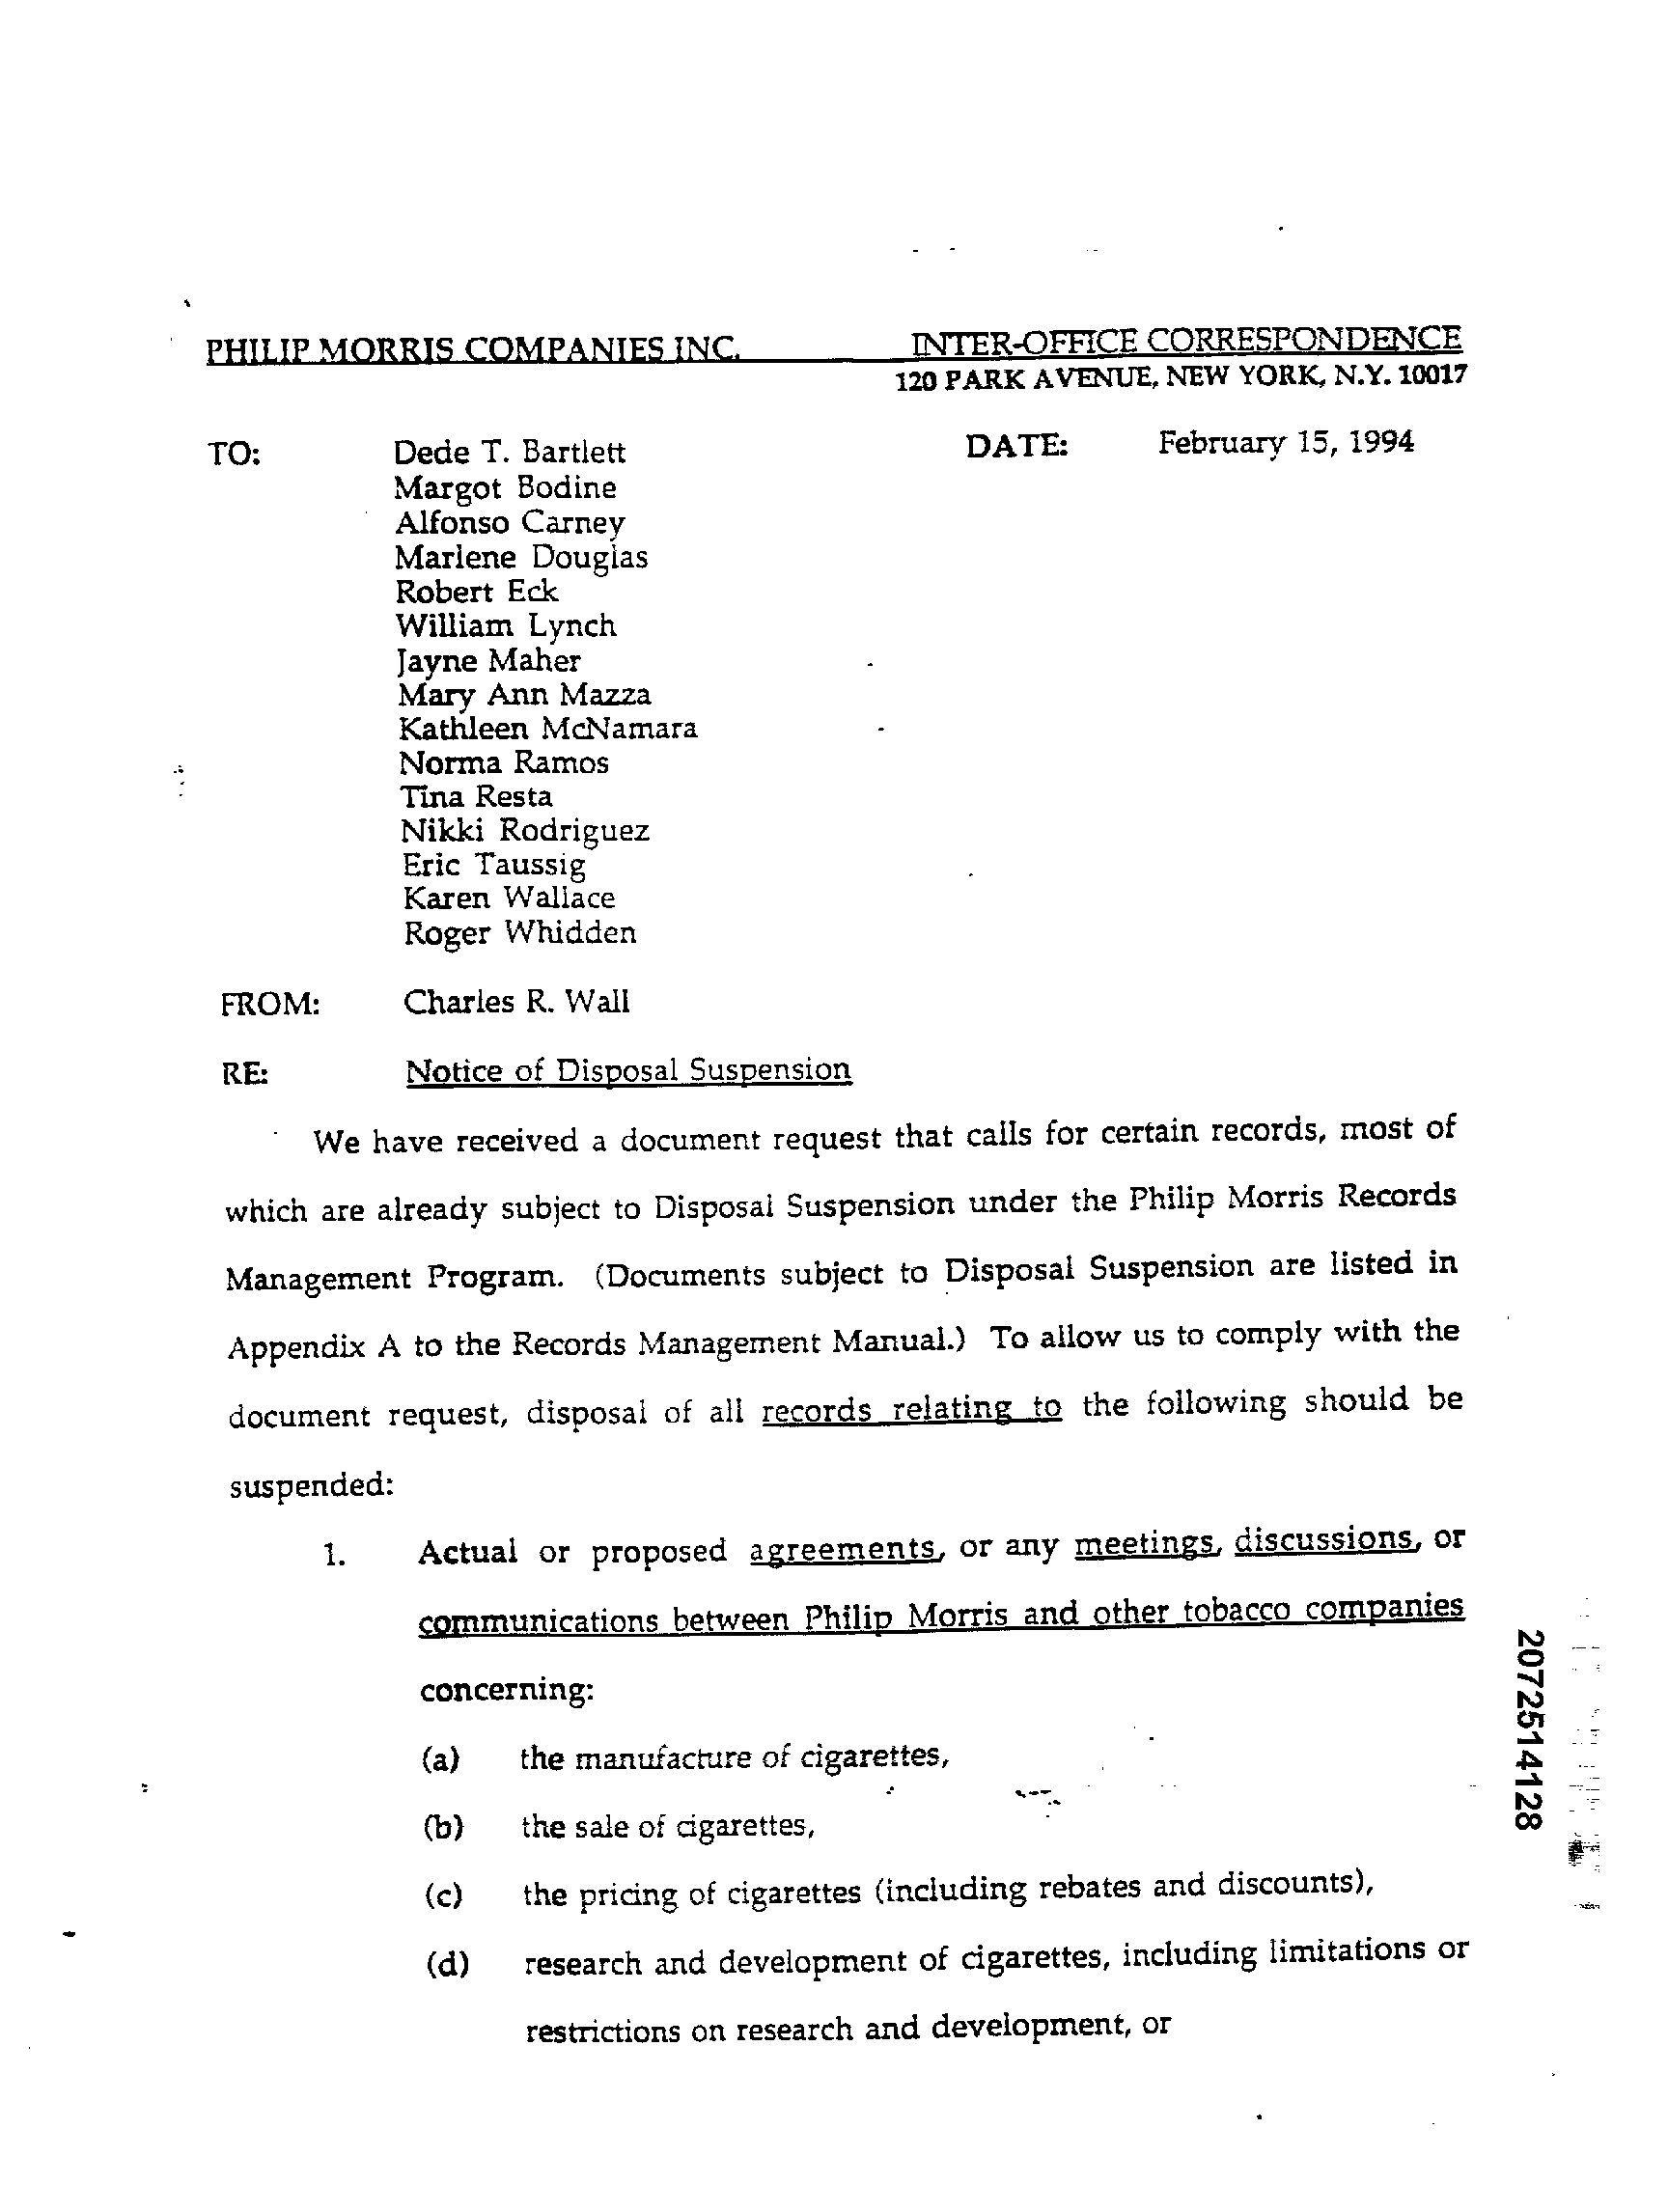 PHILIP MORRIS COMPANIES INC. INTER-OFFICE CORRESPONDENCE
120 PARK AVENUE, NEW YORK, N.Y. 10017
TO: Dede T. Bartlett DATE: February 15, 1994
Margot Bodine
Alfonso Carney
Marlene Douglas
Robert Eck
William Lynch
Jayne Maher
Mary Ann Mazza
Kathleen McNamara
Norma Ramos
Tina Resta
Nikki Rodriguez
Eric Taussig
Karen Wallace
Roger Whidden
FROM: Charles R. Wall
RE: Notice of Disposal Suspension
We have received a document request that calls for certain records, most of
which are already subject to Disposal Suspension under the Philip Morris Records
Management Program. (Documents subject to Disposal Suspension are listed in
Appendix A to the Records Management Manual.) To allow us to comply with the
document request, disposal of all records relating to the following should be
suspended:
1. Actual or proposed agreements, or any meetings, discussions, or
communications between Philip Morris and other tobacco companies
concerning:
(a) the manufacture of cigarettes,
(b) the sale of cigarettes,
(c) the pricing of cigarettes (including rebates and discounts),
(d) research and development of cigarettes, including limitations or
restrictions on research and development, or
2072514128